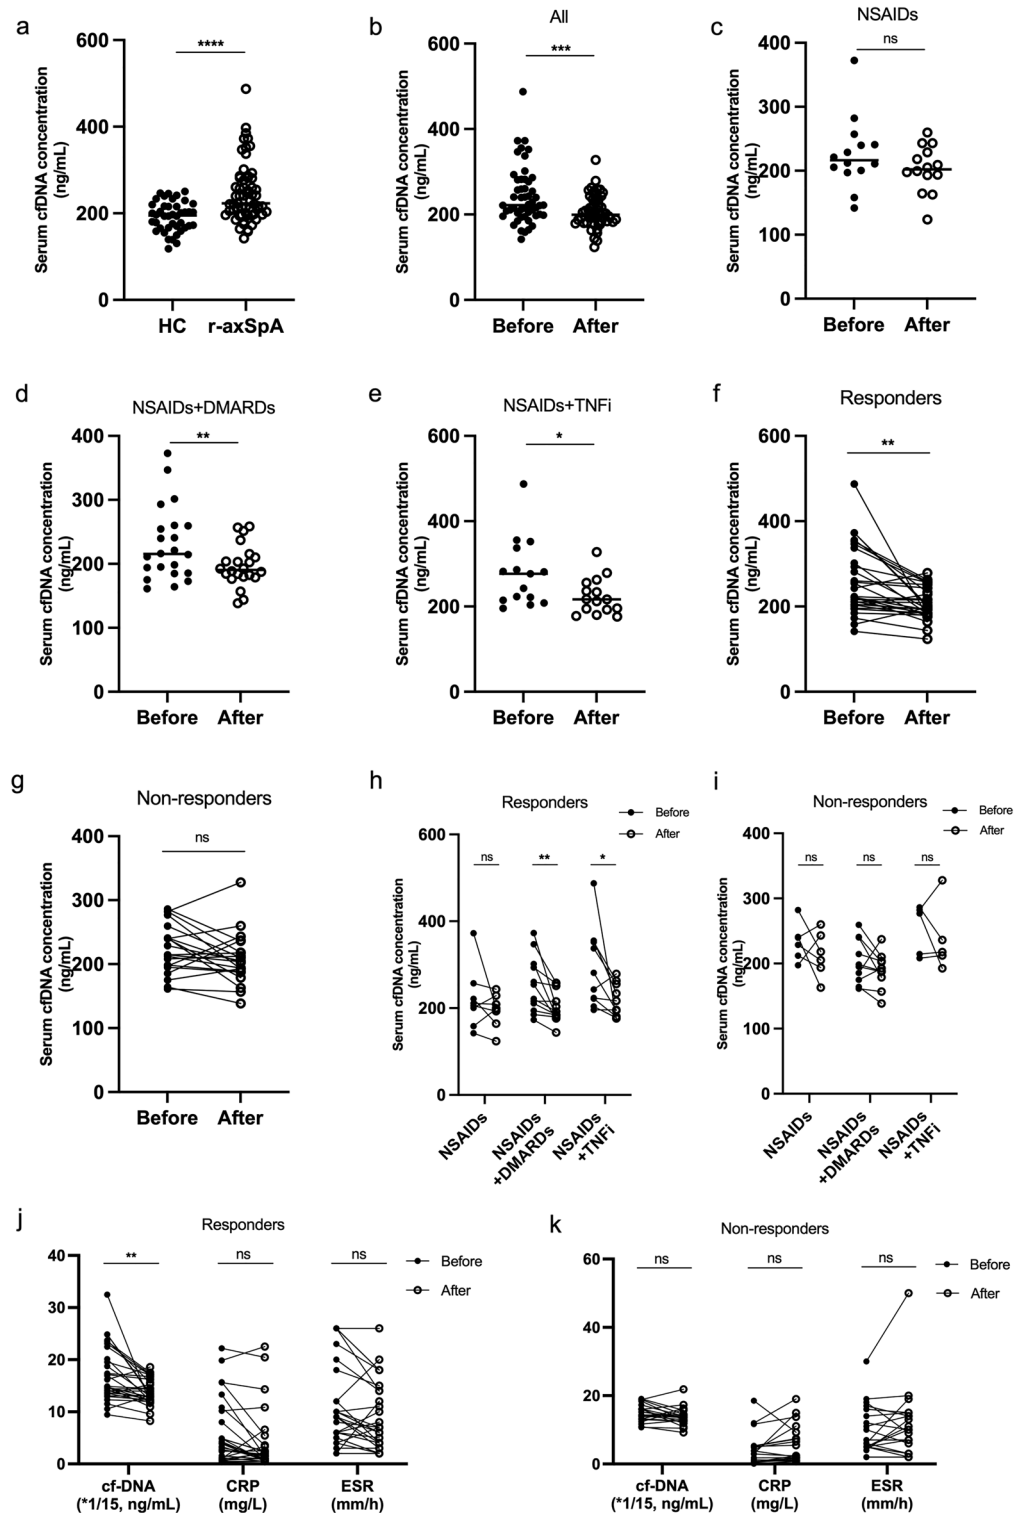 a
Serum cfDNA concentration
(ng/mL)
600
400
200
0
****
HC r-axSpA
b
All
Serum cfDNA concentration
(ng/mL)
600
400
200
0
***
Before After
c
NSAIDs
Serum cfDNA concentration
(ng/mL)
400
300
200
100
0
ns
Before After
d
NSAIDs+DMARDs
Serum cfDNA concentration
(ng/mL)
400
300
200
100
0
**
Before After
e
NSAIDs+TNFi
Serum cfDNA concentration
(ng/mL)
600
400
200
0
*
Before After
f
Responders
Serum cfDNA concentration
(ng/mL)
600
400
200
0
**
Before After
g
Non-responders
Serum cfDNA concentration
(ng/mL)
400
300
200
100
0
ns
Before After
h
Responders
Before
After
Serum cfDNA concentration
(ng/mL)
600
400
200
0
ns ** *
NSAIDs
NSAIDs
+DMARDs
NSAIDs
+TNFi
i
Non-responders
Before
After
Serum cfDNA concentration
(ng/mL)
400
300
200
100
0
ns ns ns
NSAIDs
NSAIDs
+DMARDs
NSAIDs
+TNFi
j
Responders
Before
After
40
30
20
10
0
** ns ns
cf-DNA CRP ESR
(*1/15, ng/mL) (mg/L) (mm/h)
k
Non-responders
Before
After
60
40
20
0
ns ns ns
cf-DNA CRP ESR
(*1/15, ng/mL) (mg/L) (mm/h)